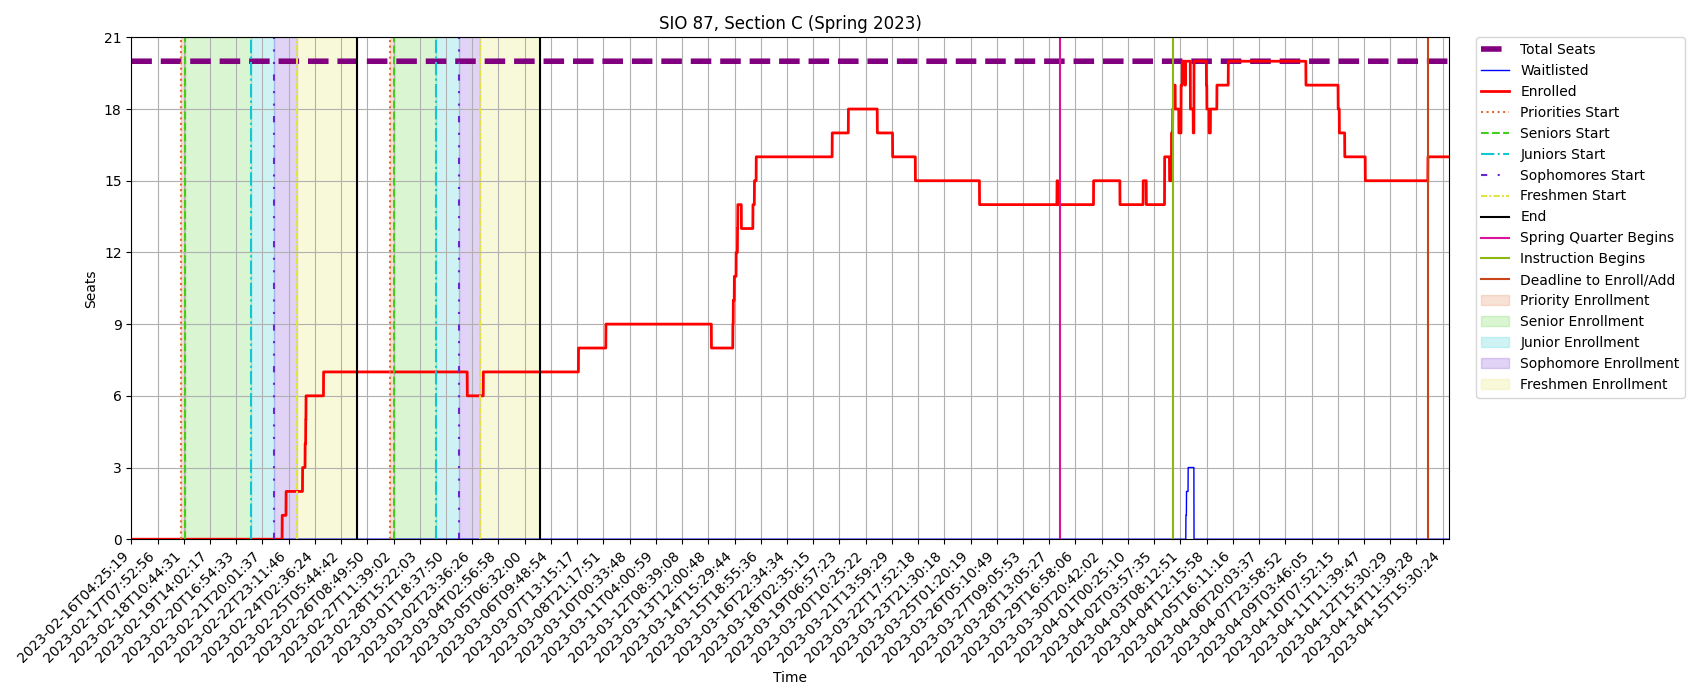 SIO 87, Section C (Spring 2023)
21
18
15
12
9
6
3
0
Seats
2023-02-16T04:25:19
2023-02-17T07:52:56
2023-02-18T10:44:31
2023-02-19T14:02:17
2023-02-20T16:54:33
2023-02-21T20:01:37
2023-02-22T23:11:46
2023-02-24T02:36:24
2023-02-25T05:44:42
2023-02-26T08:49:50
2023-02-27T11:39:02
2023-02-28T15:22:03
2023-03-01T18:37:50
2023-03-02T23:36:26
2023-03-04T02:56:58
2023-03-05T06:32:00
2023-03-06T09:48:54
2023-03-07T13:15:17
2023-03-08T21:17:51
2023-03-10T00:33:48
2023-03-11T04:00:59
2023-03-12T08:39:08
2023-03-13T12:00:48
2023-03-14T15:29:44
2023-03-15T18:55:36
2023-03-16T22:34:34
2023-03-18T02:35:15
2023-03-19T06:57:23
2023-03-20T10:25:22
2023-03-21T13:59:29
2023-03-22T17:52:18
2023-03-23T21:30:18
2023-03-25T01:20:19
2023-03-26T05:10:49
2023-03-27T09:05:53
2023-03-28T13:05:27
2023-03-29T16:58:06
2023-03-30T20:42:02
2023-04-01T00:25:10
2023-04-02T03:57:35
2023-04-03T08:12:51
2023-04-04T12:15:58
2023-04-05T16:11:16
2023-04-06T20:03:37
2023-04-07T23:58:52
2023-04-09T03:46:05
2023-04-10T07:52:15
2023-04-11T11:39:47
2023-04-12T15:30:29
2023-04-14T11:39:28
2023-04-15T15:30:24
Time
Total Seats
Waitlisted
Enrolled
Priorities Start
Seniors Start
Juniors Start
Sophomores Start
Freshmen Start
End
Spring Quarter Begins
Instruction Begins
Deadline to Enroll/Add
Priority Enrollment
Senior Enrollment
Junior Enrollment
Sophomore Enrollment
Freshmen Enrollment